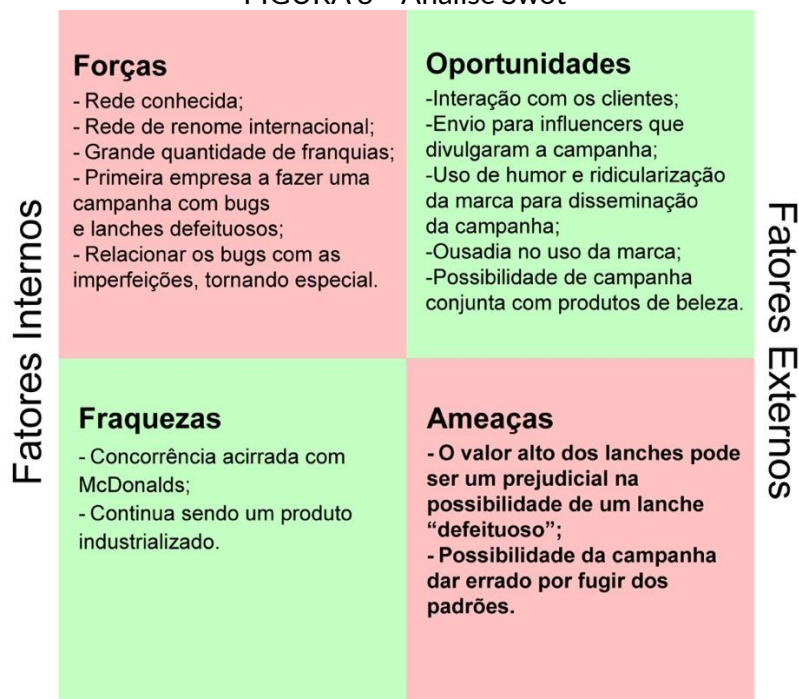 FIGURA 6 – Análise Swot
Forças
- Rede conhecida;
- Rede de renome internacional;
- Grande quantidade de franquias;
- Primeira empresa a fazer uma
campanha com bugs
e lanches defeituosos;
- Relacionar os bugs com as
imperfeições, tornando especial.
Oportunidades
-Interação com os clientes;
-Envio para influencers que
divulgaram a campanha;
-Uso de humor e ridicularização
da marca para disseminação
da campanha;
-Ousadia no uso da marca;
-Possibilidade de campanha
conjunta com produtos de beleza.
Fatores Internos
Fatores Externos
Fraquezas
- Concorrência acirrada com
McDonalds;
- Continua sendo um produto
industrializado.
Ameaças
- O valor alto dos lanches pode
ser um prejudicial na
possibilidade de um lanche
“defeituoso”;
- Possibilidade da campanha
dar errado por fugir dos
padrões.